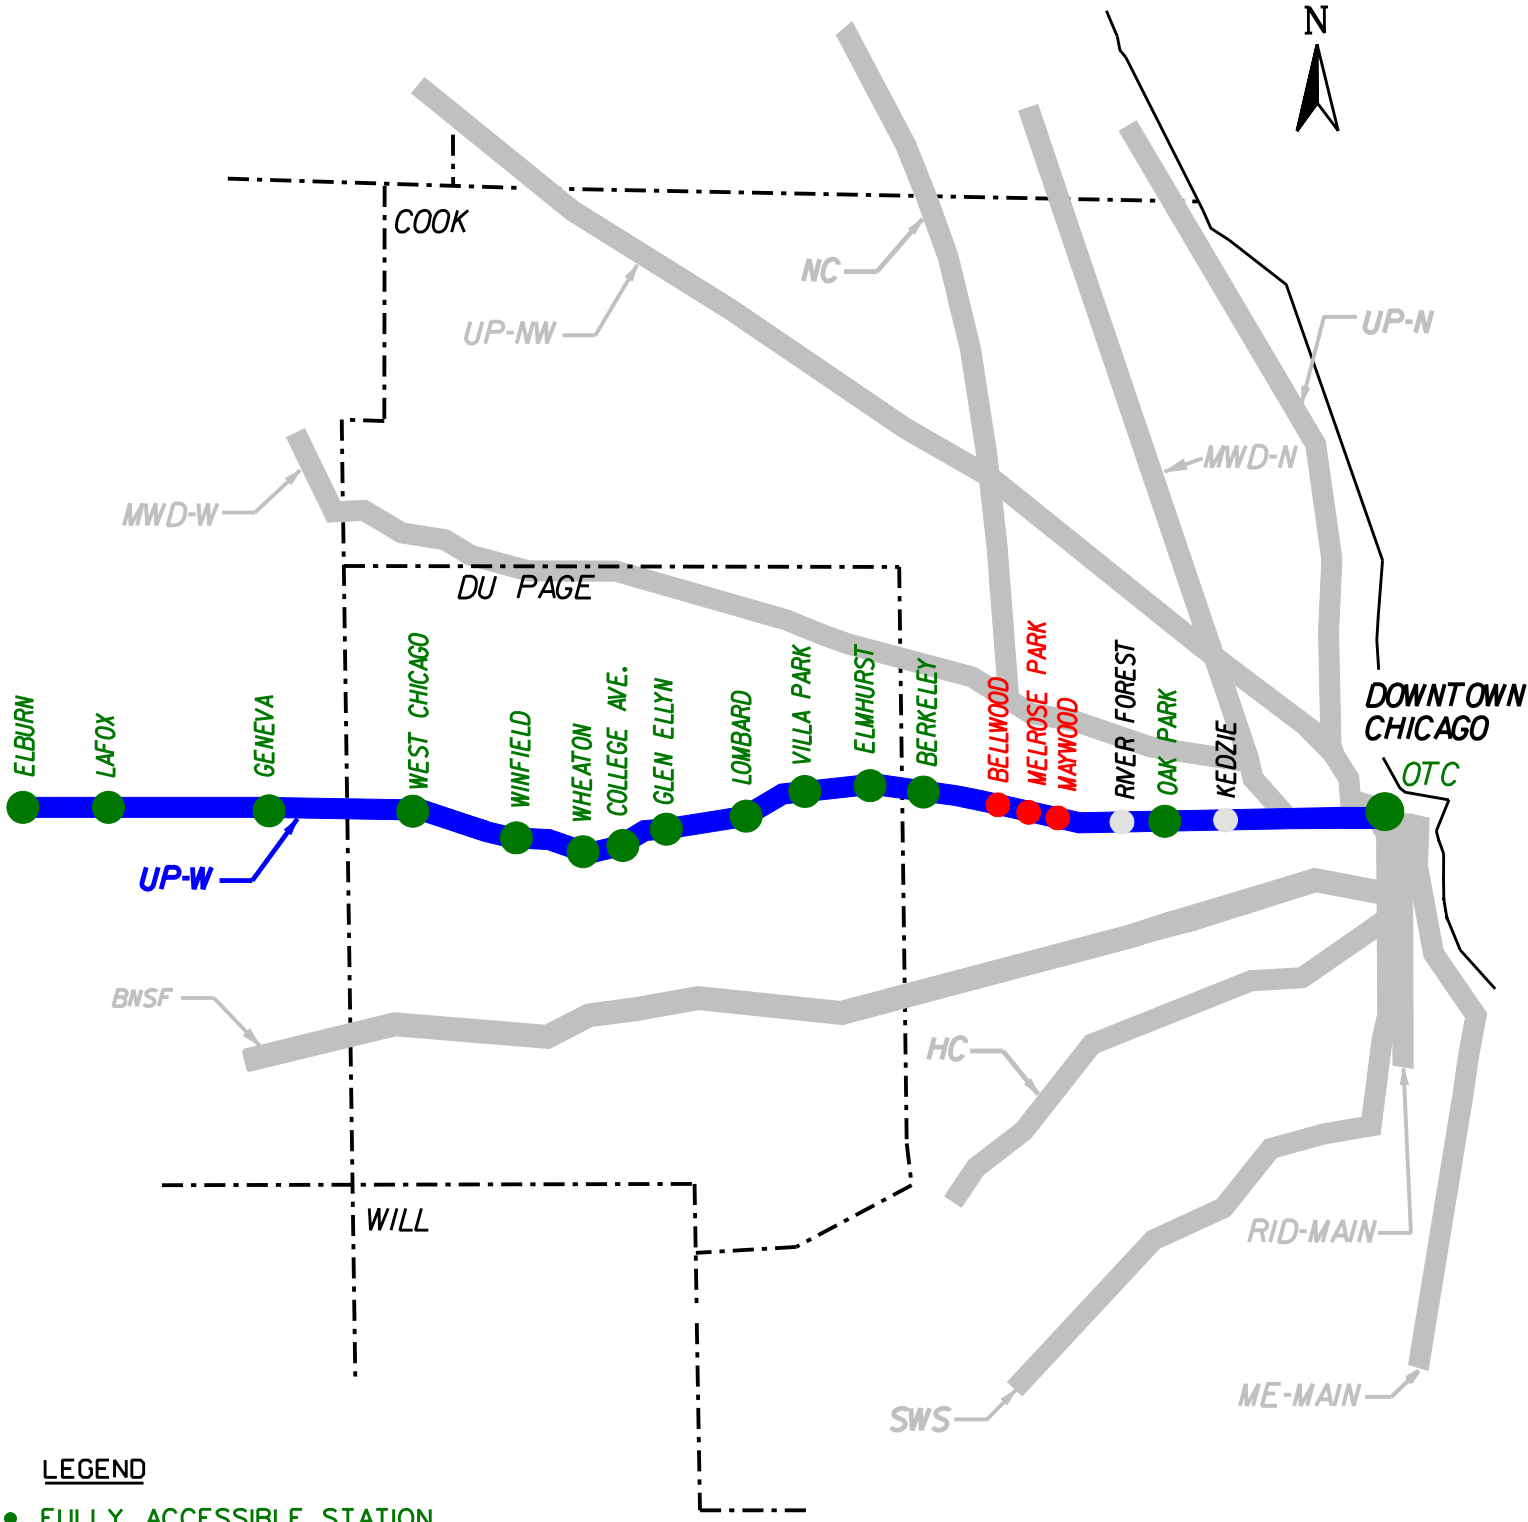 N
COOK
NC
UP-NW
UP-N
MWD-N
MWD-W
DU PAGE
ELBURN
LAFOX
GENEVA
WEST CHICAGO
WINFIELD
WHEATON
COLLEGE AVE.
GLEN ELLYN
LOMBARD
VILLA PARK
ELMHURST
BERKELEY
BELLWOOD
MELROSE PARK
MAYWOOD
RIVER FOREST
OAK PARK
KEDZIE
DOWNTOWN
CHICAGO
OTC
UP-W
BNSF
HC
WILL
RID-MAIN
ME-MAIN
SWS
LEGEND
FULLY ACCESSIBLE STATION